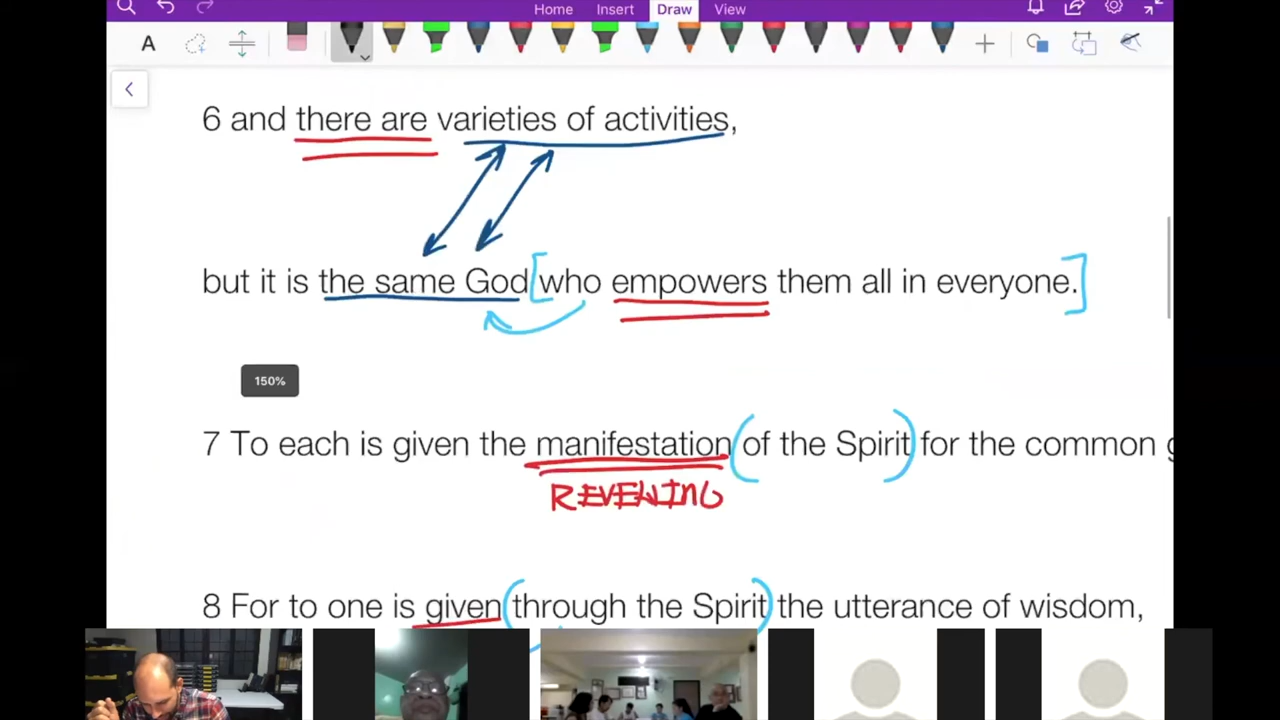 Home Insert Draw View
A
6 and there are varieties of activities,
but it is the same God [who empowers them all in everyone.]
150%
7 To each is given the manifestation (of the Spirit) for the common g
REVELING
8 For to one is given (through the Spirit) the utterance of wisdom,